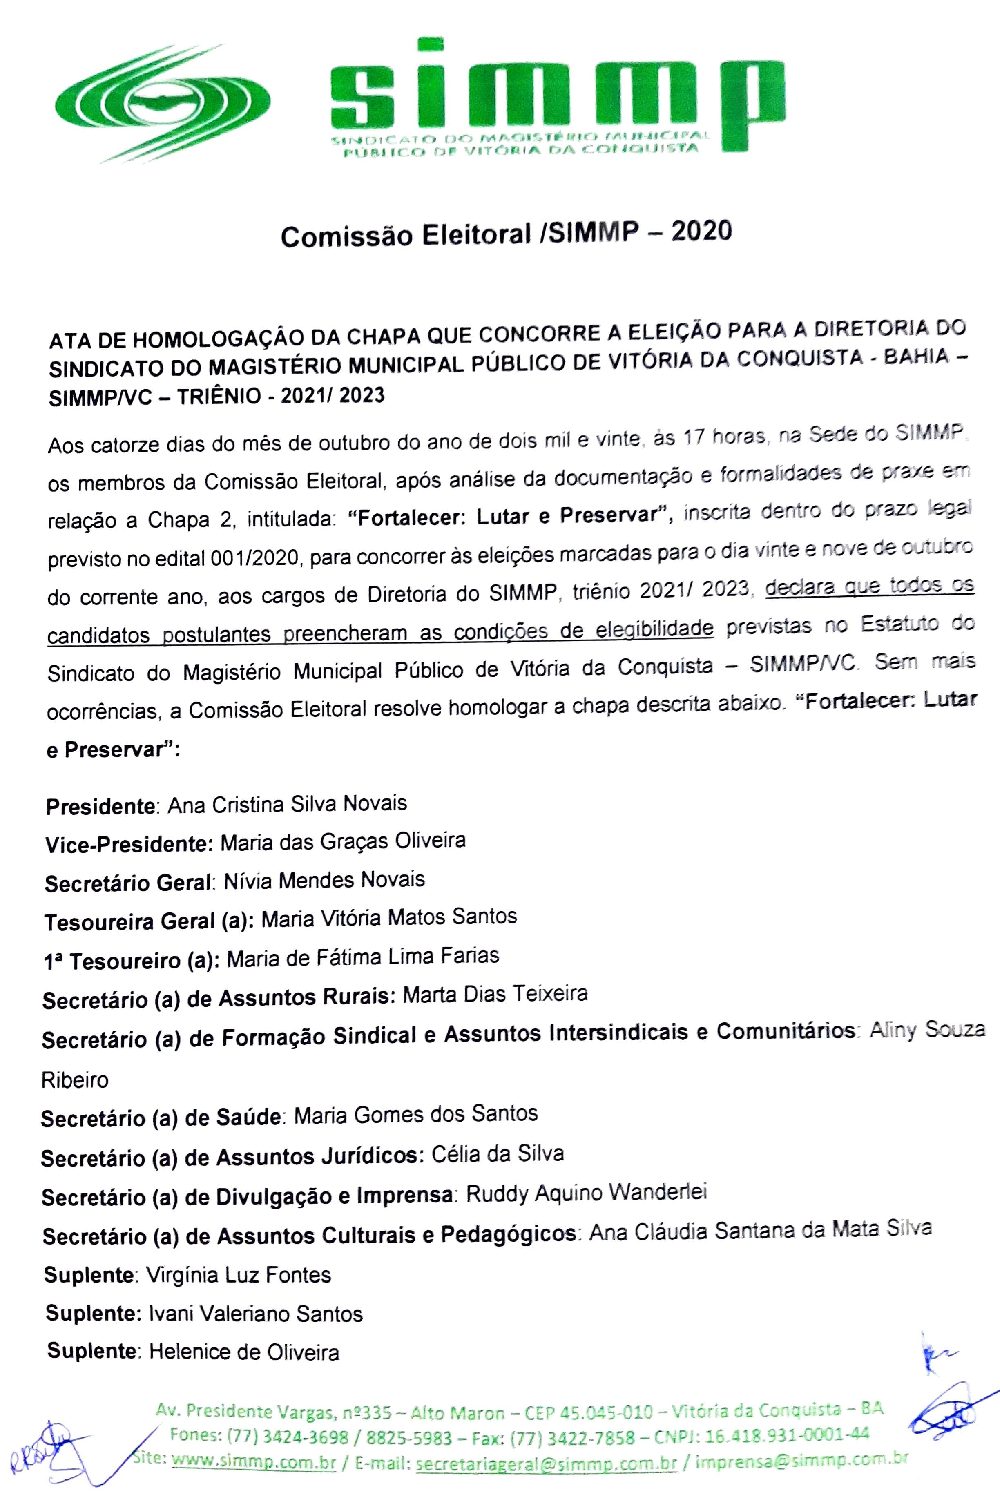 simmp
SINDICATO DO MAGISTÉRIO MUNICIPAL
PÚBLICO DE VITÓRIA DA CONQUISTA
Comissão Eleitoral /SIMMP – 2020
ATA DE HOMOLOGAÇÂO DA CHAPA QUE CONCORRE A ELEIÇÃO PARA A DIRETORIA DO
SINDICATO DO MAGISTÉRIO MUNICIPAL PÚBLICO DE VITÓRIA DA CONQUISTA - BAHIA –
SIMMP/VC – TRIÊNIO - 2021/ 2023
Aos catorze dias do mês de outubro do ano de dois mil e vinte, às 17 horas, na Sede do SIMMP,
os membros da Comissão Eleitoral, após análise da documentação e formalidades de praxe em
relação a Chapa 2, intitulada: “Fortalecer: Lutar e Preservar”, inscrita dentro do prazo legal
previsto no edital 001/2020, para concorrer às eleições marcadas para o dia vinte e nove de outubro
do corrente ano, aos cargos de Diretoria do SIMMP, triênio 2021/ 2023, declara que todos os
candidatos postulantes preencheram as condições de elegibilidade previstas no Estatuto do
Sindicato do Magistério Municipal Público de Vitória da Conquista – SIMMP/VC. Sem mais
ocorrências, a Comissão Eleitoral resolve homologar a chapa descrita abaixo. “Fortalecer: Lutar
e Preservar”:
Presidente: Ana Cristina Silva Novais
Vice-Presidente: Maria das Graças Oliveira
Secretário Geral: Nívia Mendes Novais
Tesoureira Geral (a): Maria Vitória Matos Santos
1ª Tesoureiro (a): Maria de Fátima Lima Farias
Secretário (a) de Assuntos Rurais: Marta Dias Teixeira
Secretário (a) de Formação Sindical e Assuntos Intersindicais e Comunitários: Aliny Souza
Ribeiro
Secretário (a) de Saúde: Maria Gomes dos Santos
Secretário (a) de Assuntos Jurídicos: Célia da Silva
Secretário (a) de Divulgação e Imprensa: Ruddy Aquino Wanderlei
Secretário (a) de Assuntos Culturais e Pedagógicos: Ana Cláudia Santana da Mata Silva
Suplente: Virgínia Luz Fontes
Suplente: Ivani Valeriano Santos
Suplente: Helenice de Oliveira
Av. Presidente Vargas, nº335 – Alto Maron – CEP 45.045-010 – Vitória da Conquista – BA
Fones: (77) 3424-3698 / 8825-5983 – Fax: (77) 3422-7858 – CNPJ: 16.418.931-0001-44
Site: www.simmp.com.br / E-mail: secretariageral@simmp.com.br / imprensa@simmp.com.br